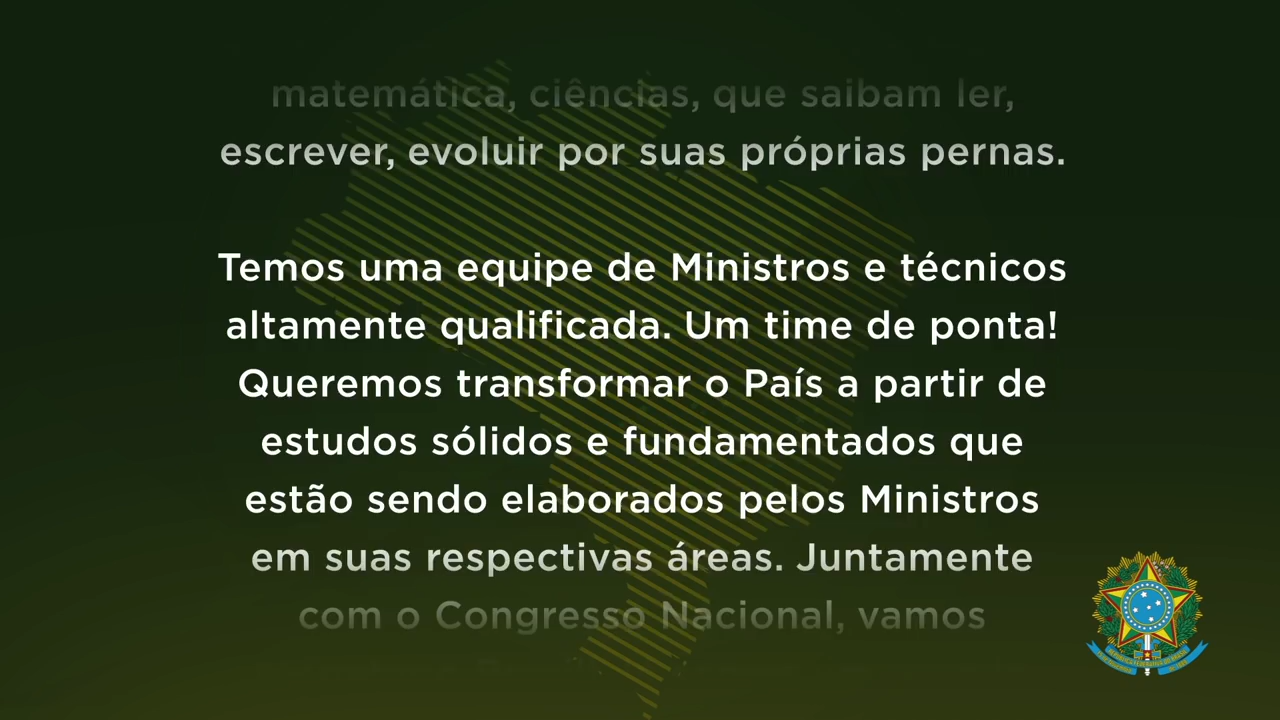 matemática, ciências, que saibam ler,
escrever, evoluir por suas próprias pernas.
Temos uma equipe de Ministros e técnicos
altamente qualificada. Um time de ponta!
Queremos transformar o País a partir de
estudos sólidos e fundamentados que
estão sendo elaborados pelos Ministros
em suas respectivas áreas. Juntamente
com o Congresso Nacional, vamos